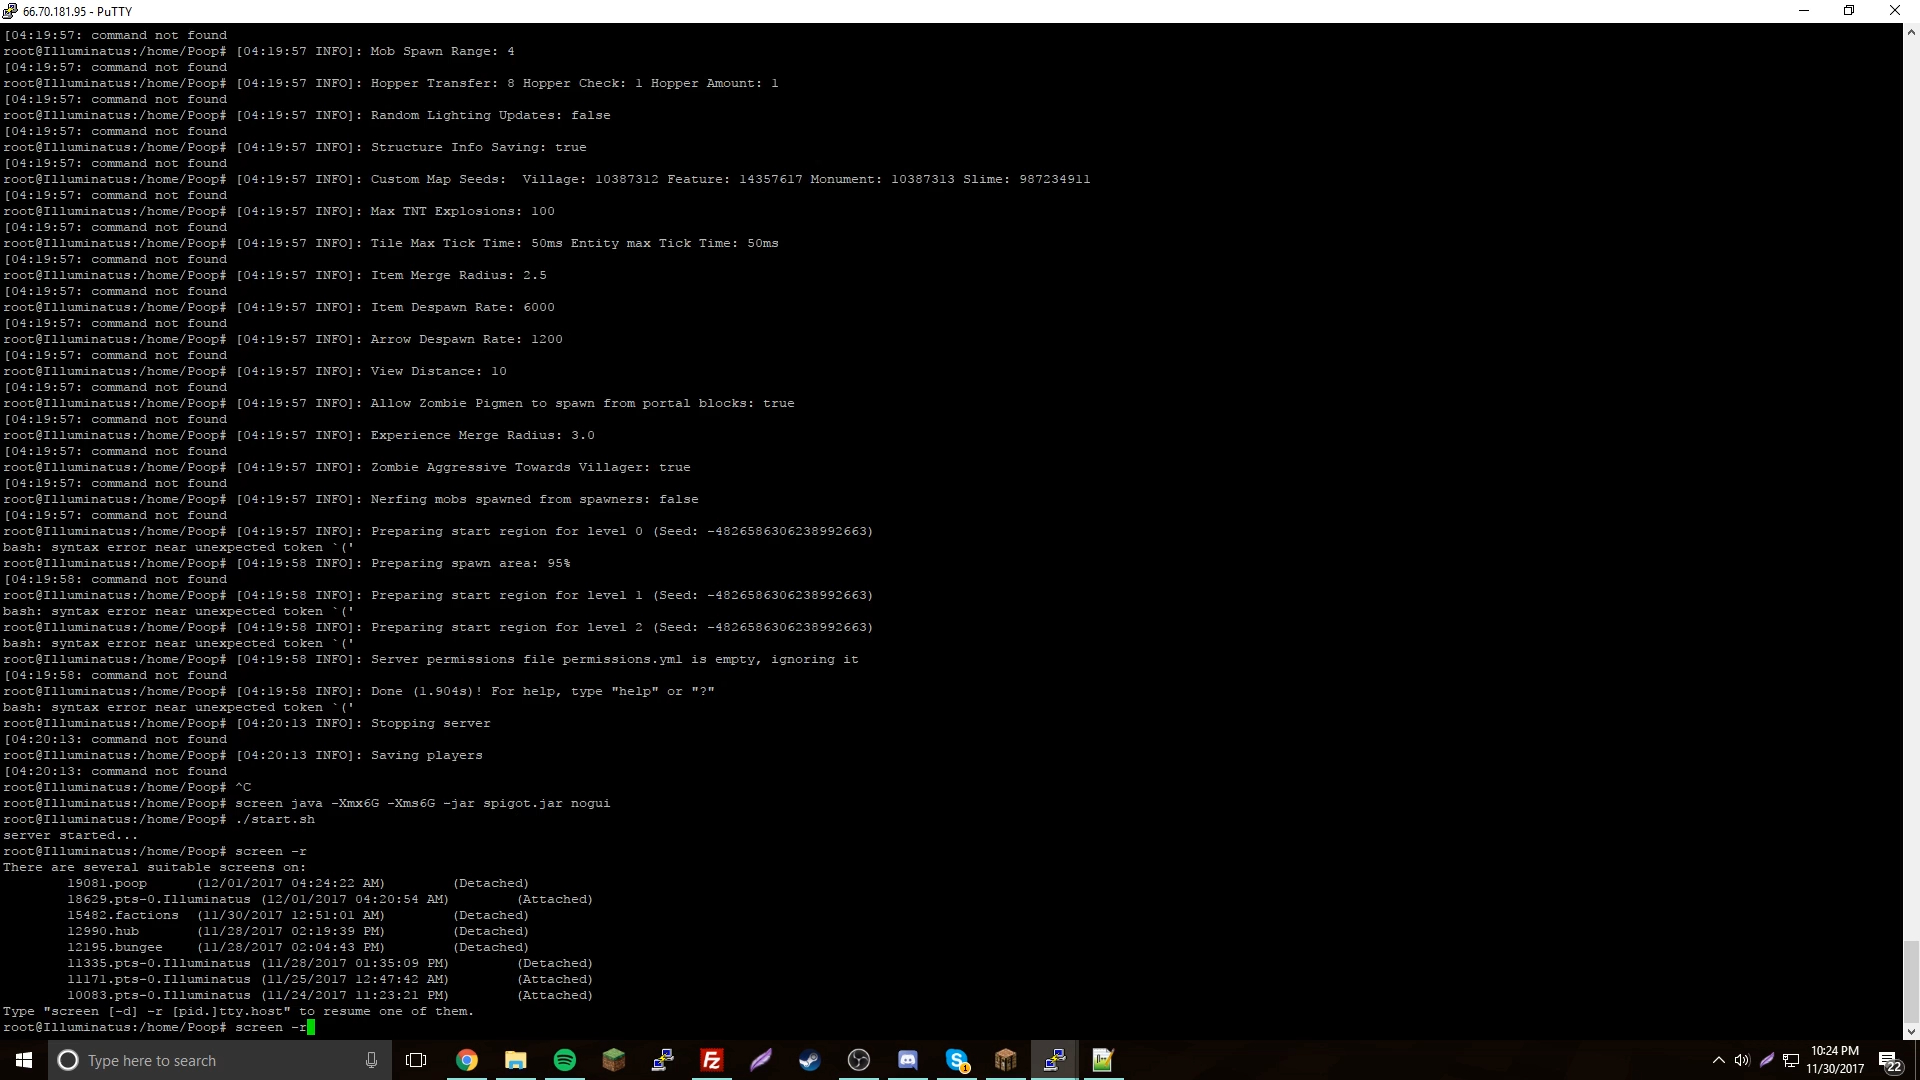 66.70.181.95 - PuTTY
[04:19:57: command not found
root@Illuminatus:/home/Poop# [04:19:57 INFO]: Mob Spawn Range: 4
[04:19:57: command not found
root@Illuminatus:/home/Poop# [04:19:57 INFO]: Hopper Transfer: 8 Hopper Check: 1 Hopper Amount: 1
[04:19:57: command not found
root@Illuminatus:/home/Poop# [04:19:57 INFO]: Random Lighting Updates: false
[04:19:57: command not found
root@Illuminatus:/home/Poop# [04:19:57 INFO]: Structure Info Saving: true
[04:19:57: command not found
root@Illuminatus:/home/Poop# [04:19:57 INFO]: Custom Map Seeds:  Village: 10387312 Feature: 14357617 Monument: 10387313 Slime: 987234911
[04:19:57: command not found
root@Illuminatus:/home/Poop# [04:19:57 INFO]: Max TNT Explosions: 100
[04:19:57: command not found
root@Illuminatus:/home/Poop# [04:19:57 INFO]: Tile Max Tick Time: 50ms Entity max Tick Time: 50ms
[04:19:57: command not found
root@Illuminatus:/home/Poop# [04:19:57 INFO]: Item Merge Radius: 2.5
[04:19:57: command not found
root@Illuminatus:/home/Poop# [04:19:57 INFO]: Item Despawn Rate: 6000
[04:19:57: command not found
root@Illuminatus:/home/Poop# [04:19:57 INFO]: Arrow Despawn Rate: 1200
[04:19:57: command not found
root@Illuminatus:/home/Poop# [04:19:57 INFO]: View Distance: 10
[04:19:57: command not found
root@Illuminatus:/home/Poop# [04:19:57 INFO]: Allow Zombie Pigmen to spawn from portal blocks: true
[04:19:57: command not found
root@Illuminatus:/home/Poop# [04:19:57 INFO]: Experience Merge Radius: 3.0
[04:19:57: command not found
root@Illuminatus:/home/Poop# [04:19:57 INFO]: Zombie Aggressive Towards Villager: true
[04:19:57: command not found
root@Illuminatus:/home/Poop# [04:19:57 INFO]: Nerfing mobs spawned from spawners: false
[04:19:57: command not found
root@Illuminatus:/home/Poop# [04:19:57 INFO]: Preparing start region for level 0 (Seed: -4826586306238992663)
bash: syntax error near unexpected token `('
root@Illuminatus:/home/Poop# [04:19:58 INFO]: Preparing spawn area: 95%
[04:19:58: command not found
root@Illuminatus:/home/Poop# [04:19:58 INFO]: Preparing start region for level 1 (Seed: -4826586306238992663)
bash: syntax error near unexpected token `('
root@Illuminatus:/home/Poop# [04:19:58 INFO]: Preparing start region for level 2 (Seed: -4826586306238992663)
bash: syntax error near unexpected token `('
root@Illuminatus:/home/Poop# [04:19:58 INFO]: Server permissions file permissions.yml is empty, ignoring it
[04:19:58: command not found
root@Illuminatus:/home/Poop# [04:19:58 INFO]: Done (1.904s)! For help, type "help" or "?"
bash: syntax error near unexpected token `('
root@Illuminatus:/home/Poop# [04:20:13 INFO]: Stopping server
[04:20:13: command not found
root@Illuminatus:/home/Poop# [04:20:13 INFO]: Saving players
[04:20:13: command not found
root@Illuminatus:/home/Poop# ^C
root@Illuminatus:/home/Poop# screen java -Xmx6G -Xms6G -jar spigot.jar nogui
root@Illuminatus:/home/Poop# ./start.sh
server started...
root@Illuminatus:/home/Poop# screen -r
There are several suitable screens on:
19081.poop (12/01/2017 04:24:22 AM) (Detached)
18629.pts-0.Illuminatus (12/01/2017 04:20:54 AM) (Attached)
15482.factions (11/30/2017 12:51:01 AM) (Detached)
12990.hub (11/28/2017 02:19:39 PM) (Detached)
12195.bungee (11/28/2017 02:04:43 PM) (Detached)
11335.pts-0.Illuminatus (11/28/2017 01:35:09 PM) (Detached)
11171.pts-0.Illuminatus (11/25/2017 12:47:42 AM) (Attached)
10083.pts-0.Illuminatus (11/24/2017 11:23:21 PM) (Attached)
Type "screen [-d] -r [pid.]tty.host" to resume one of them.
root@Illuminatus:/home/Poop# screen -r
Type here to search
10:24 PM
11/30/2017
22